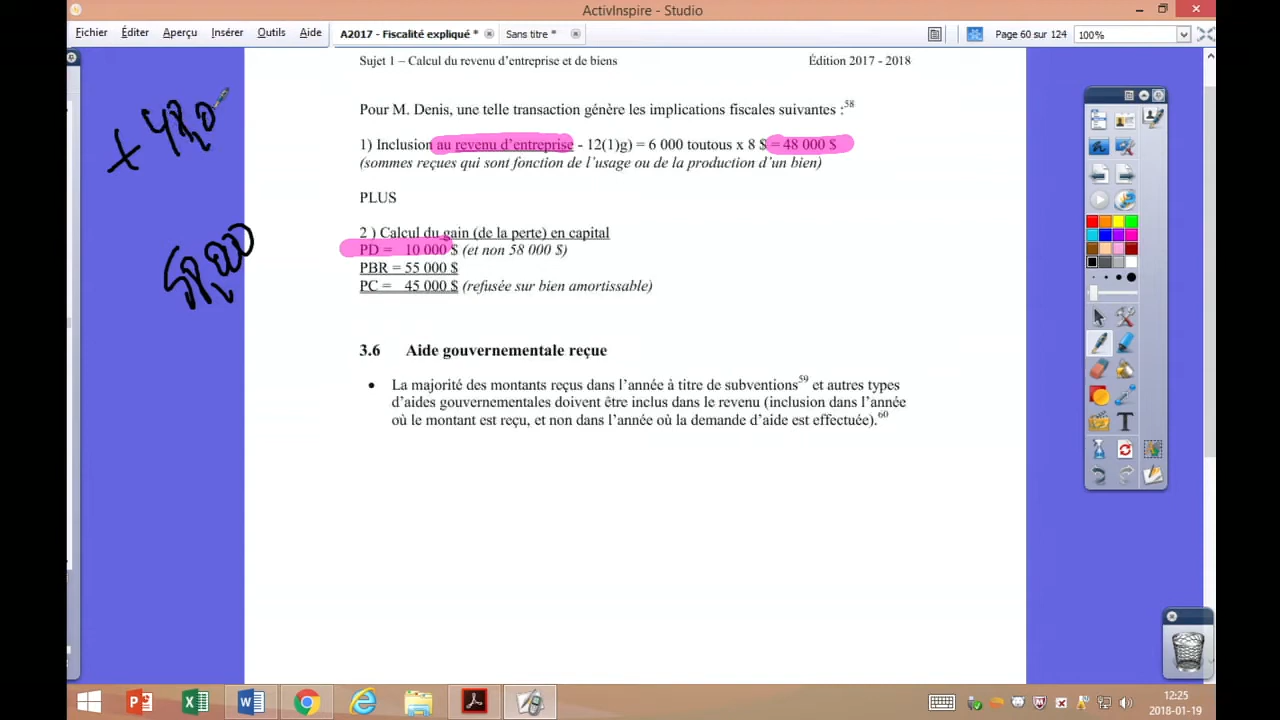 ActivInspire - Studio
Fichier Éditer Aperçu Insérer Outils Aide
A2017 - Fiscalité expliqué * Sans titre * Page 60 sur 124 100%
Sujet 1 – Calcul du revenu d’entreprise et de biens Édition 2017 - 2018
Pour M. Denis, une telle transaction génère les implications fiscales suivantes :58
1) Inclusion au revenu d’entreprise - 12(1)g) = 6 000 toutous x 8 $ = 48 000 $
(sommes reçues qui sont fonction de l’usage ou de la production d’un bien)
PLUS
2 ) Calcul du gain (de la perte) en capital
PD = 10 000 $ (et non 58 000 $)
PBR = 55 000 $
PC = 45 000 $ (refusée sur bien amortissable)
3.6 Aide gouvernementale reçue
• La majorité des montants reçus dans l’année à titre de subventions59 et autres types
d’aides gouvernementales doivent être inclus dans le revenu (inclusion dans l’année
où le montant est reçu, et non dans l’année où la demande d’aide est effectuée).60
58 000
12:25
2018-01-19